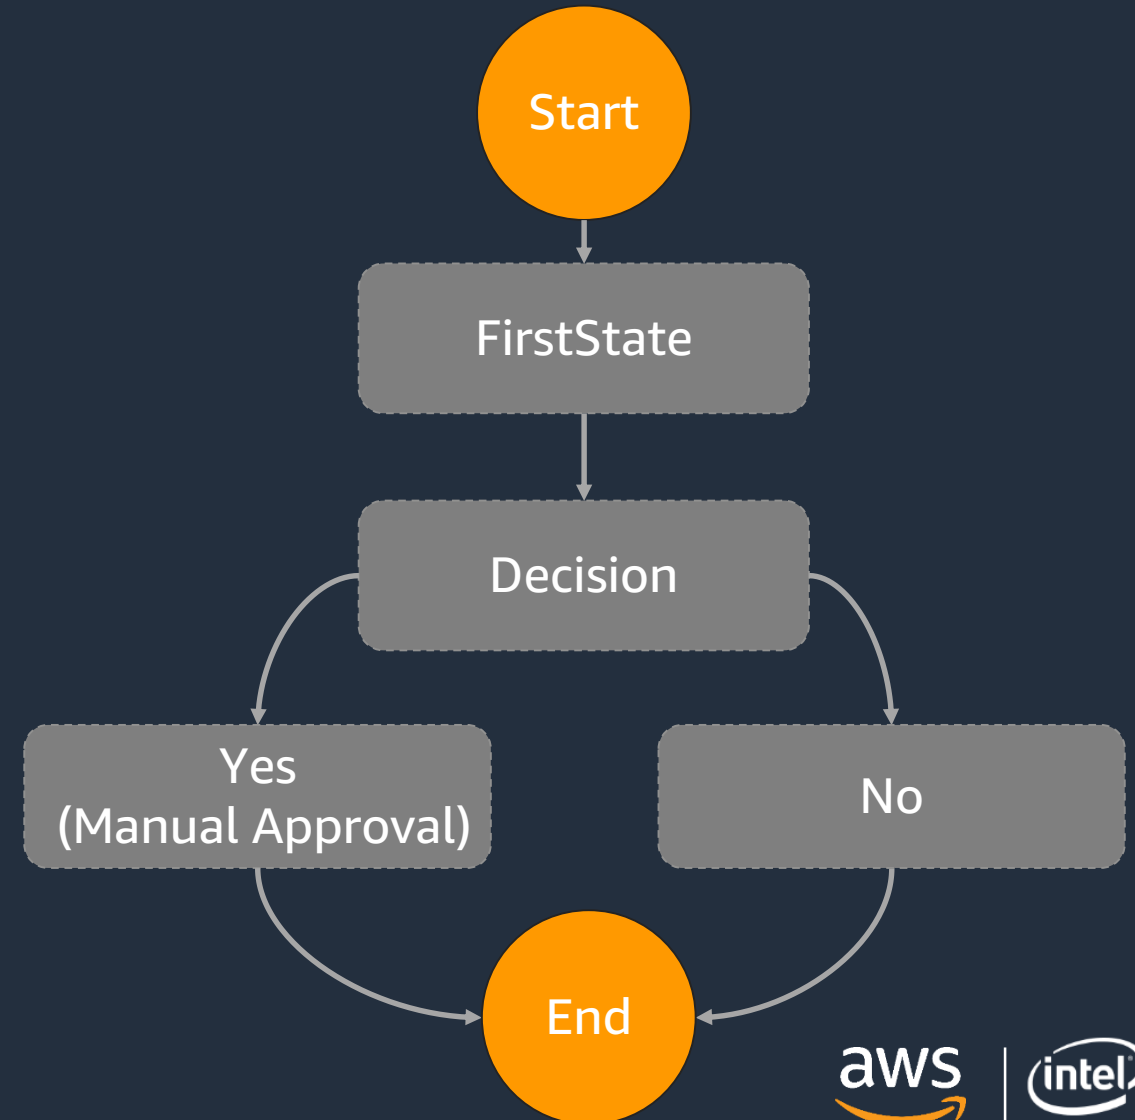 Start
FirstState
Decision
Yes
(Manual Approval)
No
End
aws
intel